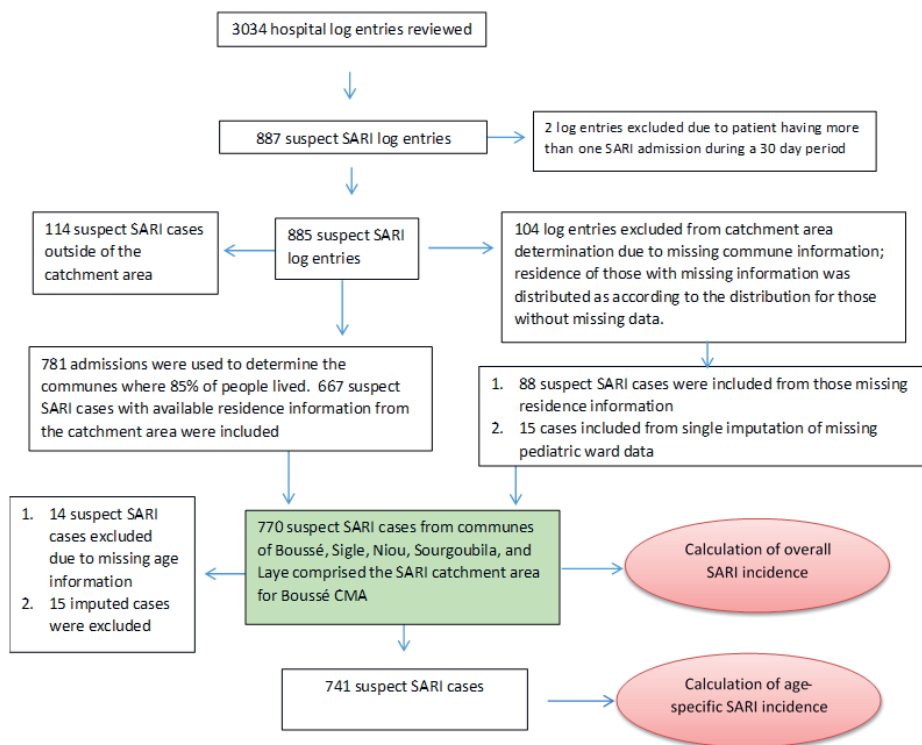 3034 hospital log entries reviewed
887 suspect SARI log entries
2 log entries excluded due to patient having more
than one SARI admission during a 30 day period
114 suspect SARI cases
outside of the
catchment area
885 suspect SARI
log entries
104 log entries excluded from catchment area
determination due to missing commune information;
residence of those with missing information was
distributed as according to the distribution for those
without missing data.
781 admissions were used to determine the
communes where 85% of people lived. 667 suspect
SARI cases with available residence information from
the catchment area were included
1. 88 suspect SARI cases were included from those missing
residence information
2. 15 cases included from single imputation of missing
pediatric ward data
1. 14 suspect SARI
cases excluded
due to missing age
information
2. 15 imputed cases
were excluded
770 suspect SARI cases from communes
of Boussé, Sigle, Niou, Sourgoubila, and
Laye comprised the SARI catchment area
for Boussé CMA
Calculation of overall
SARI incidence
741 suspect SARI cases
Calculation of age-
specific SARI incidence